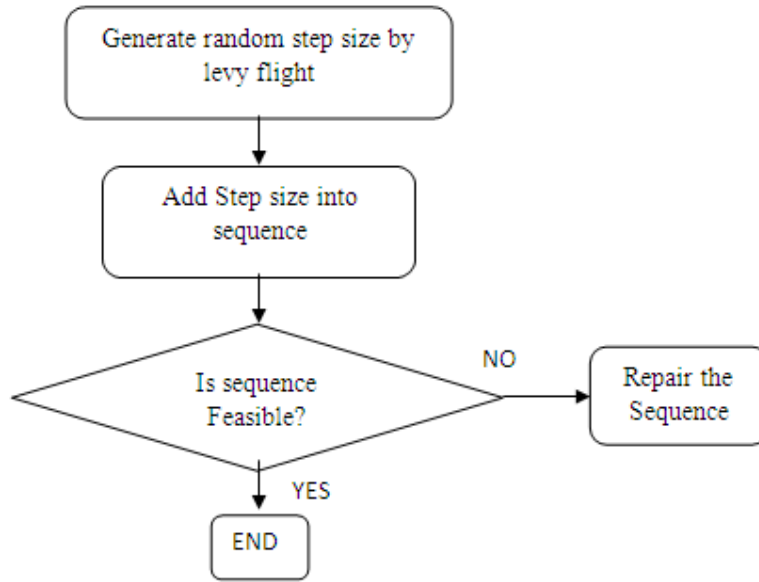 Generate random step size by
levy flight
Add Step size into
sequence
Is sequence
Feasible?
NO
Repair the
Sequence
YES
END